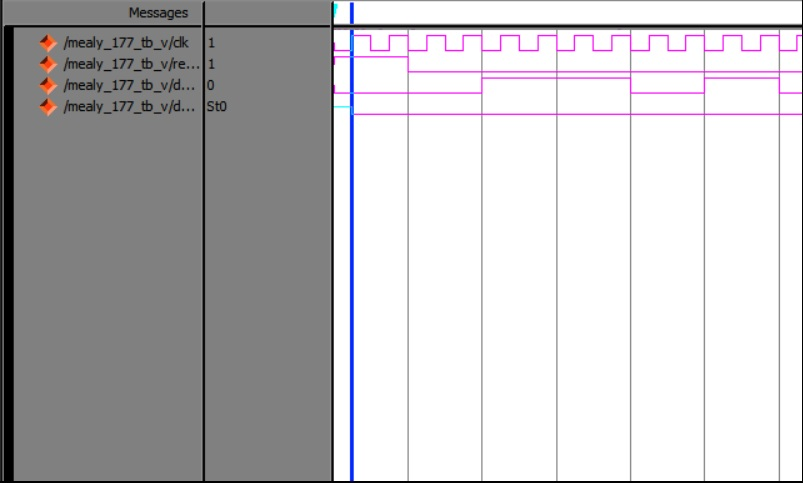 Messages
/mealy_177_tb_v/clk 1
/mealy_177_tb_v/re... 1
/mealy_177_tb_v/d... 0
/mealy_177_tb_v/d... St0